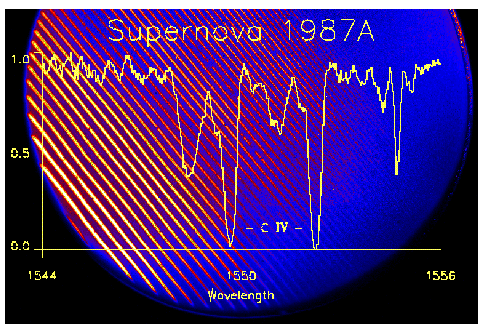 Supernova 1987A
1.0
0.5
– C IV –
0.0
1544 1550 1556
Wavelength